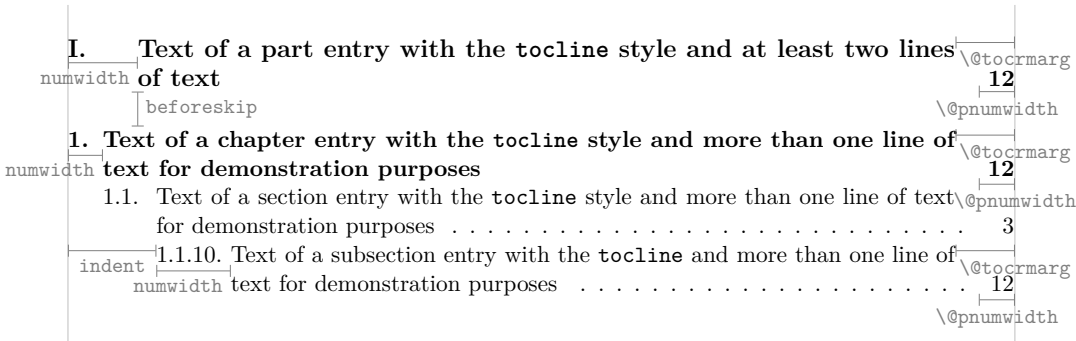 I. Text of a part entry with the tocline style and at least two lines
\@tocrmarg
numwidth of text 12
beforeskip \@pnumwidth
1. Text of a chapter entry with the tocline style and more than one line of
\@tocrmarg
numwidth text for demonstration purposes 12
1.1. Text of a section entry with the tocline style and more than one line of text \@pnumwidth
for demonstration purposes . . . . . . . . . . . . . . . . . . . . . . . . . . . . . 3
1.1.10. Text of a subsection entry with the tocline and more than one line of
indent \@tocrmarg
numwidth text for demonstration purposes . . . . . . . . . . . . . . . . . . . . . . 12
\@pnumwidth